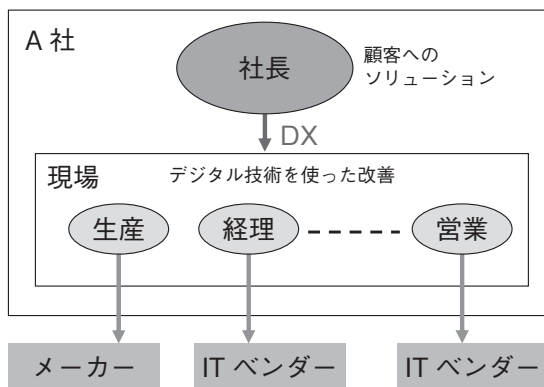 A 社
社長
顧客への
ソリューション
DX
現場
デジタル技術を使った改善
生産
経理
営業
メーカー
IT ベンダー
IT ベンダー